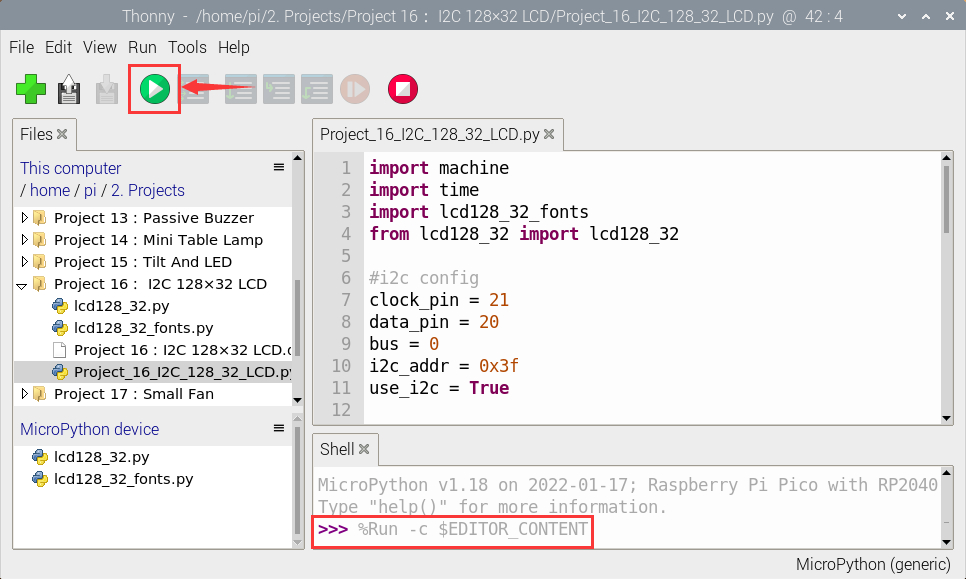 Thonny - /home/pi/2. Projects/Project 16： I2C 128×32 LCD/Project_16_I2C_128_32_LCD.py @ 42 : 4
File Edit View Run Tools Help
Files
This computer
/ home / pi / 2. Projects
Project 13 : Passive Buzzer
Project 14 : Mini Table Lamp
Project 15 : Tilt And LED
Project 16 : I2C 128×32 LCD
lcd128_32.py
lcd128_32_fonts.py
Project 16 : I2C 128×32 LCD.
Project_16_I2C_128_32_LCD.py
Project 17 : Small Fan
MicroPython device
lcd128_32.py
lcd128_32_fonts.py
Project_16_I2C_128_32_LCD.py
1 import machine
2 import time
3 import lcd128_32_fonts
4 from lcd128_32 import lcd128_32
5
6 #i2c config
7 clock_pin = 21
8 data_pin = 20
9 bus = 0
10 i2c_addr = 0x3f
11 use_i2c = True
12
Shell
MicroPython v1.18 on 2022-01-17; Raspberry Pi Pico with RP2040
Type "help()" for more information.
>>> %Run -c $EDITOR_CONTENT
MicroPython (generic)